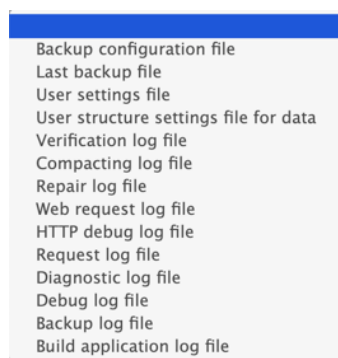 Backup configuration file
Last backup file
User settings file
User structure settings file for data
Verification log file
Compacting log file
Repair log file
Web request log file
HTTP debug log file
Request log file
Diagnostic log file
Debug log file
Backup log file
Build application log file